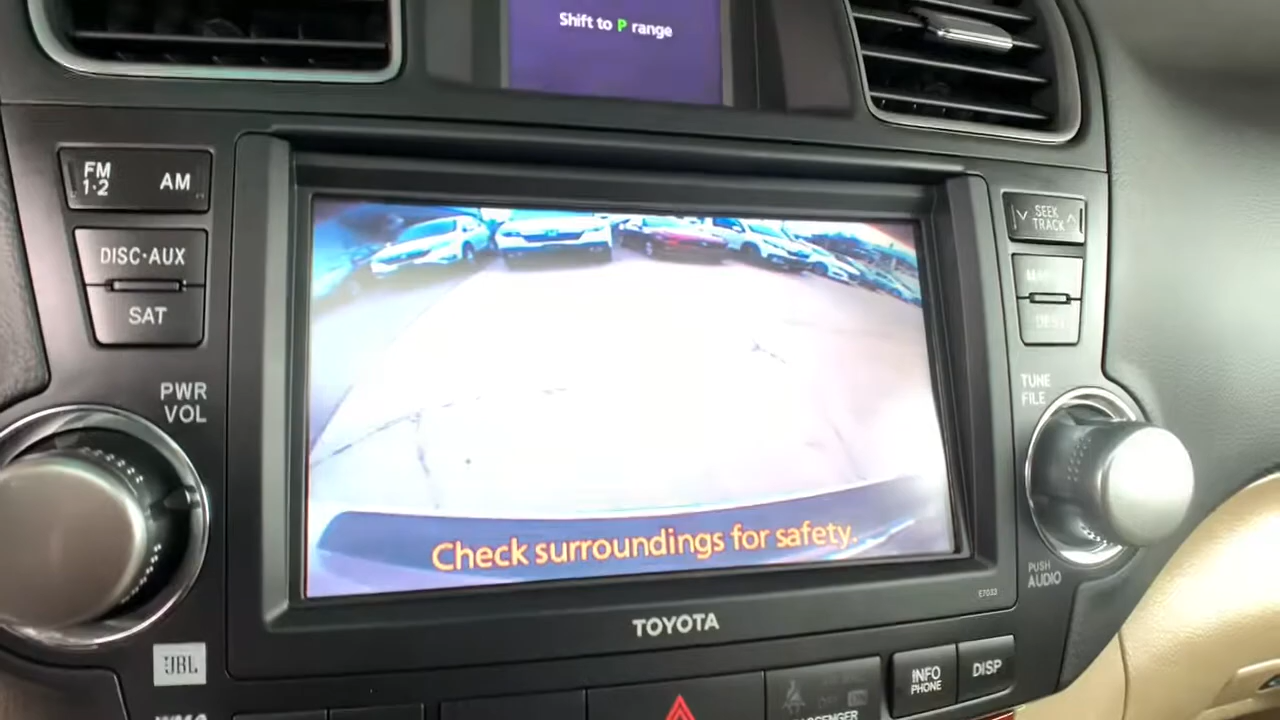 Shift to P range
FM
1·2
AM
DISC·AUX
SAT
PWR
VOL
SEEK
TRACK
TUNE
FILE
Check surroundings for safety.
PUSH
AUDIO
E7033
TOYOTA
JBL
INFO
PHONE
DISP